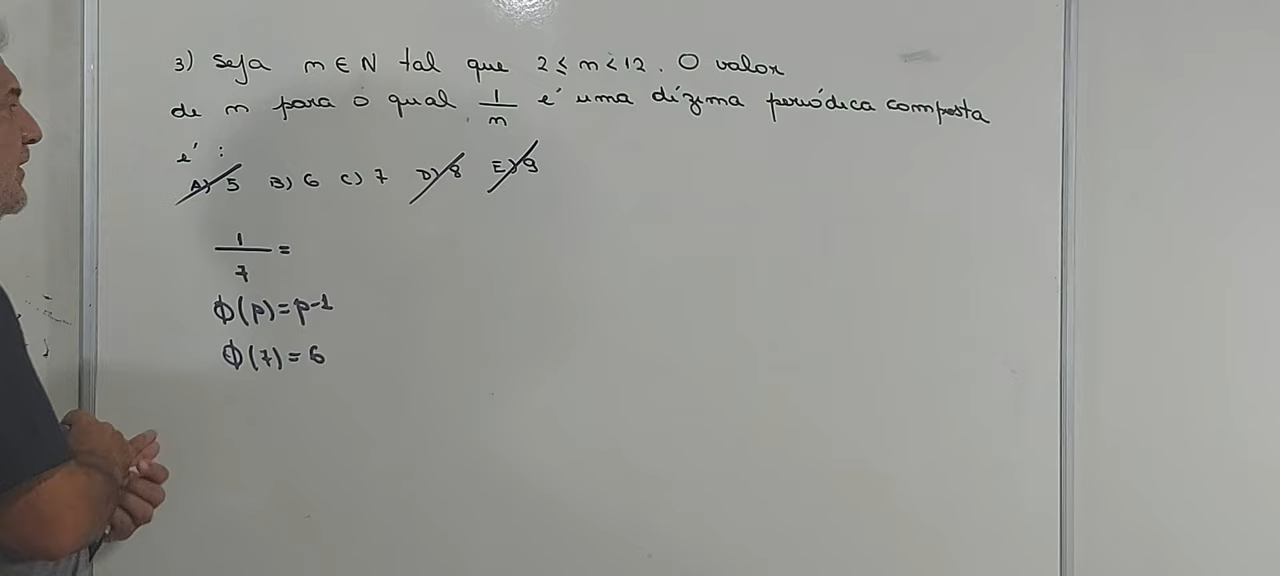 3) Seja n ∈ N tal que 2 ≤ n < 12. O valor
de n para o qual 1/n é uma dízima periódica composta
é :
A) 5 B) 6 C) 7 D) 8 E) 9
1/7 =
ϕ(p) = p-1
ϕ(7) = 6